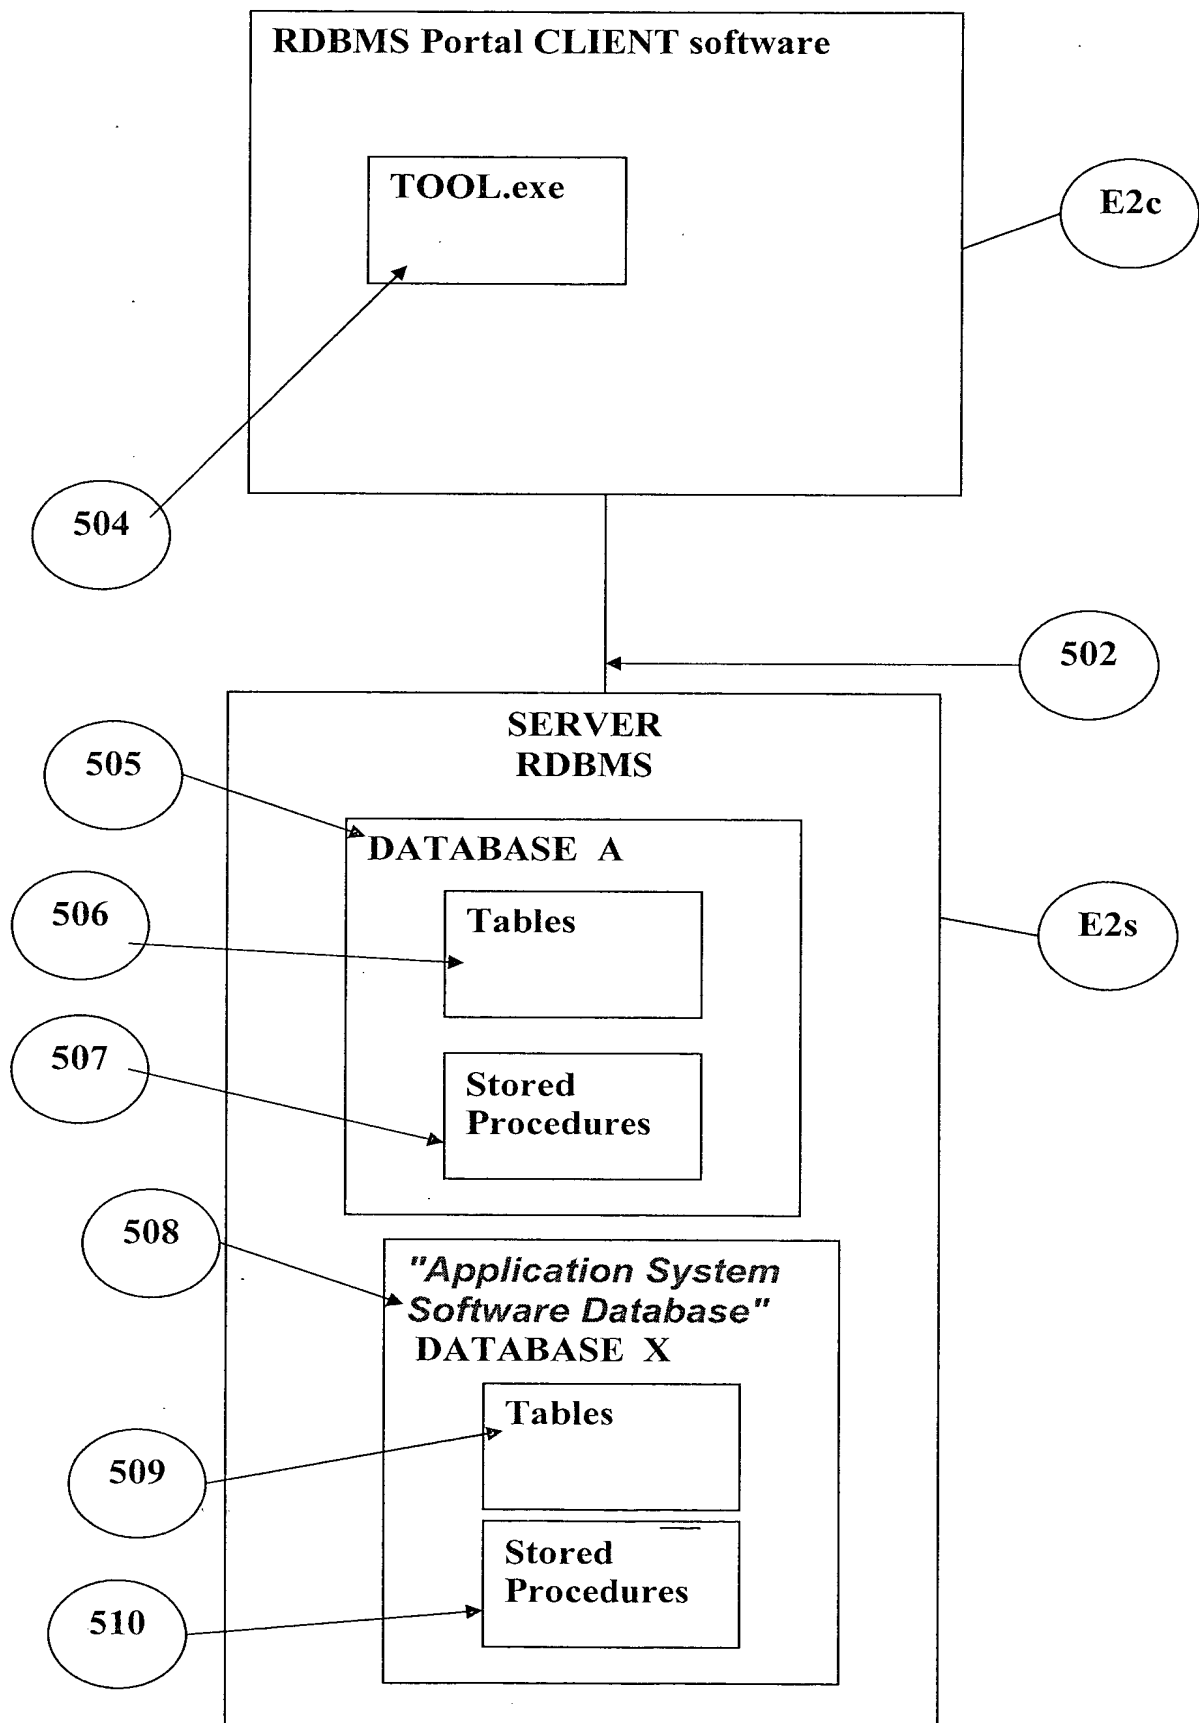 RDBMS Portal CLIENT software
TOOL.exe
E2c
504
502
SERVER
RDBMS
505
DATABASE A
506
Tables
E2s
507
Stored
Procedures
508
"Application System
Software Database"
DATABASE X
Tables
509
Stored
Procedures
510